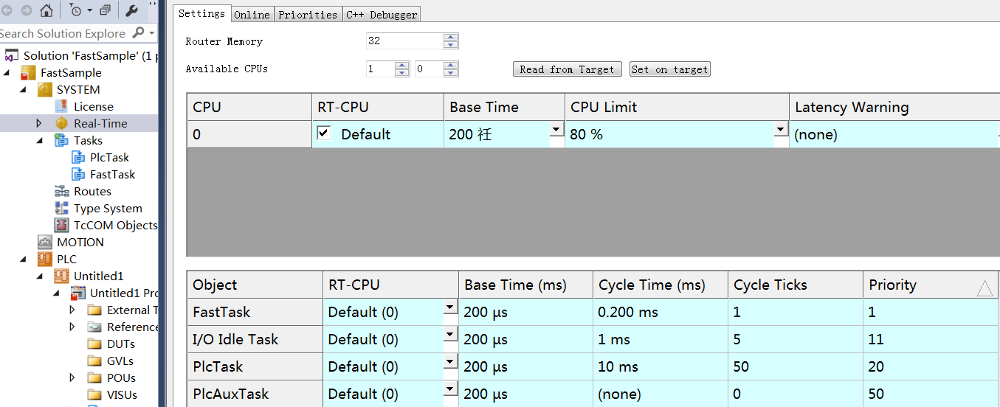 Search Solution Explore
Solution 'FastSample' (1 p
FastSample
SYSTEM
License
Real-Time
Tasks
PlcTask
FastTask
Routes
Type System
TcCOM Objects
MOTION
PLC
Untitled1
Untitled1 Pro
External T
Reference
DUTs
GVLs
POUs
VISUs
Settings Online Priorities C++ Debugger
Router Memory 32
Available CPUs 1 0 Read from Target Set on target
CPU RT-CPU Base Time CPU Limit Latency Warning
0 Default 200 祍 80 % (none)
Object RT-CPU Base Time (ms) Cycle Time (ms) Cycle Ticks Priority
FastTask Default (0) 200 µs 0.200 ms 1 1
I/O Idle Task Default (0) 200 µs 1 ms 5 11
PlcTask Default (0) 200 µs 10 ms 50 20
PlcAuxTask Default (0) 200 µs (none) 0 50